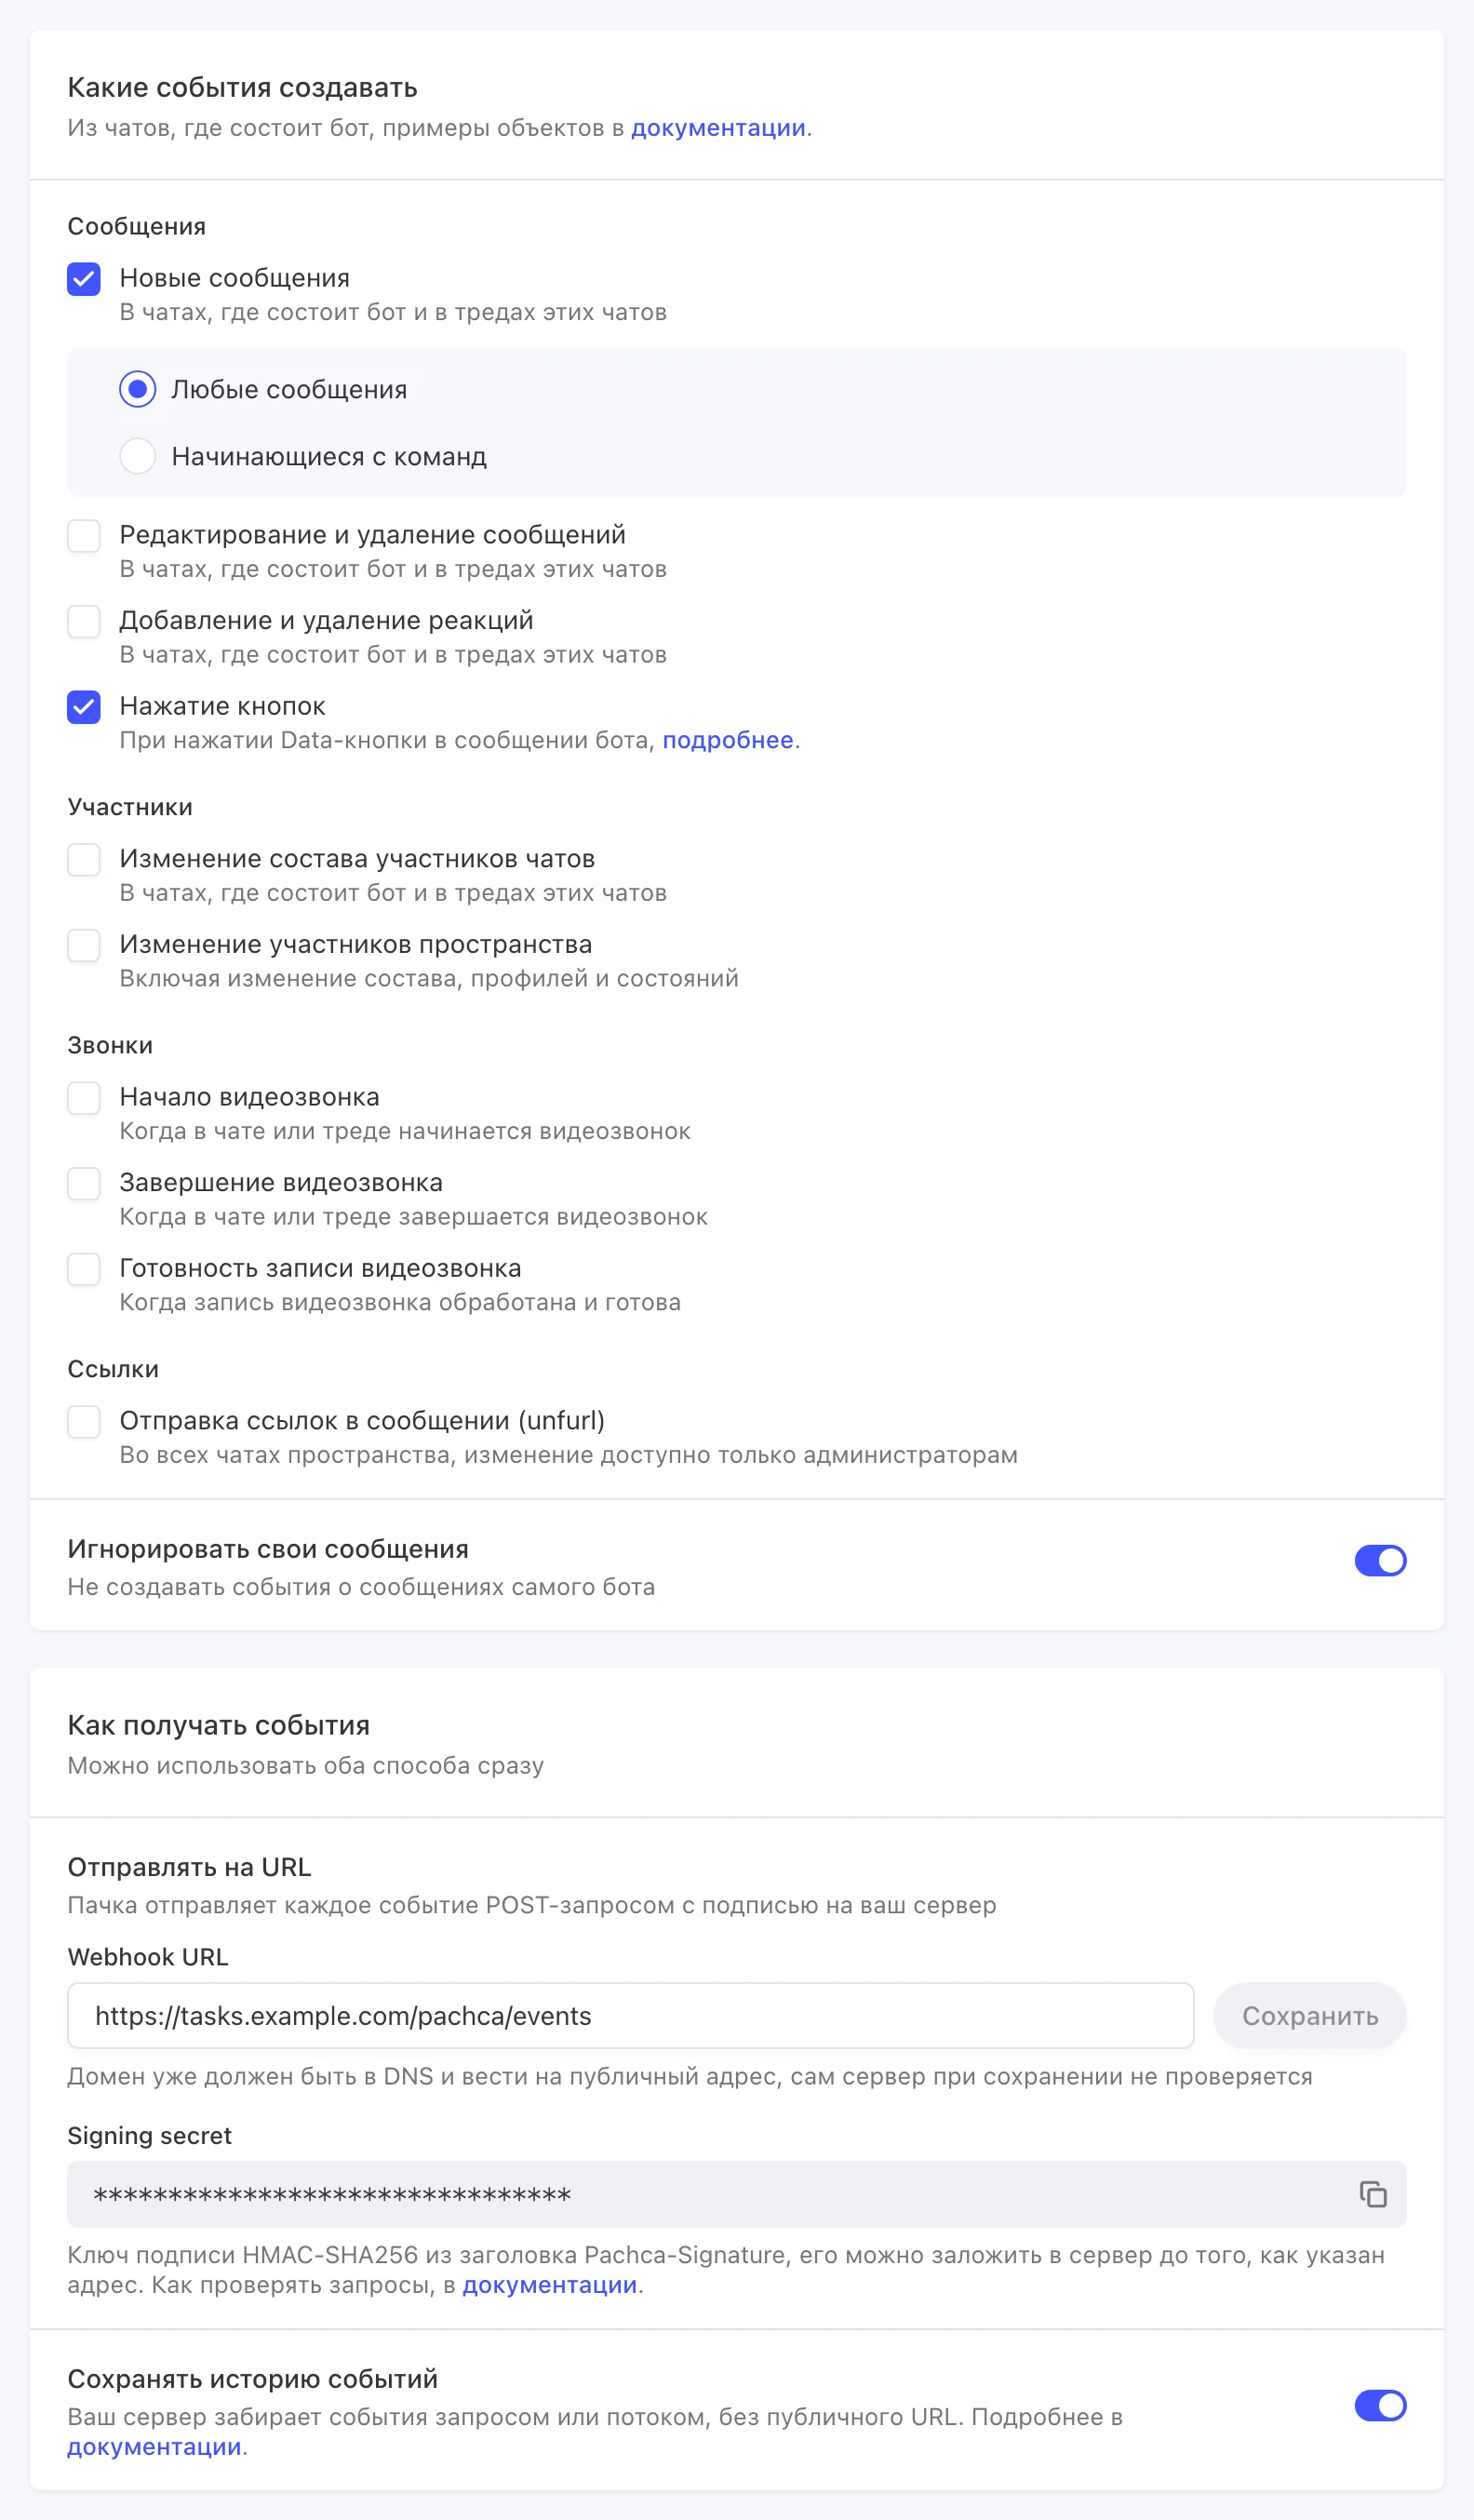 Какие события создавать
Из чатов, где состоит бот, примеры объектов в документации.
Сообщения
Новые сообщения
В чатах, где состоит бот и в тредах этих чатов
Любые сообщения
Начинающиеся с команд
Редактирование и удаление сообщений
В чатах, где состоит бот и в тредах этих чатов
Добавление и удаление реакций
В чатах, где состоит бот и в тредах этих чатов
Нажатие кнопок
При нажатии Data-кнопки в сообщении бота, подробнее.
Участники
Изменение состава участников чатов
В чатах, где состоит бот и в тредах этих чатов
Изменение участников пространства
Включая изменение состава, профилей и состояний
Звонки
Начало видеозвонка
Когда в чате или треде начинается видеозвонок
Завершение видеозвонка
Когда в чате или треде завершается видеозвонок
Готовность записи видеозвонка
Когда запись видеозвонка обработана и готова
Ссылки
Отправка ссылок в сообщении (unfurl)
Во всех чатах пространства, изменение доступно только администраторам
Игнорировать свои сообщения
Не создавать события о сообщениях самого бота
Как получать события
Можно использовать оба способа сразу
Отправлять на URL
Пачка отправляет каждое событие POST-запросом с подписью на ваш сервер
Webhook URL
https://tasks.example.com/pachca/events
Сохранить
Домен уже должен быть в DNS и вести на публичный адрес, сам сервер при сохранении не проверяется
Signing secret
********************************
Ключ подписи HMAC-SHA256 из заголовка Pachca-Signature, его можно заложить в сервер до того, как указан
адрес. Как проверять запросы, в документации.
Сохранять историю событий
Ваш сервер забирает события запросом или потоком, без публичного URL. Подробнее в
документации.